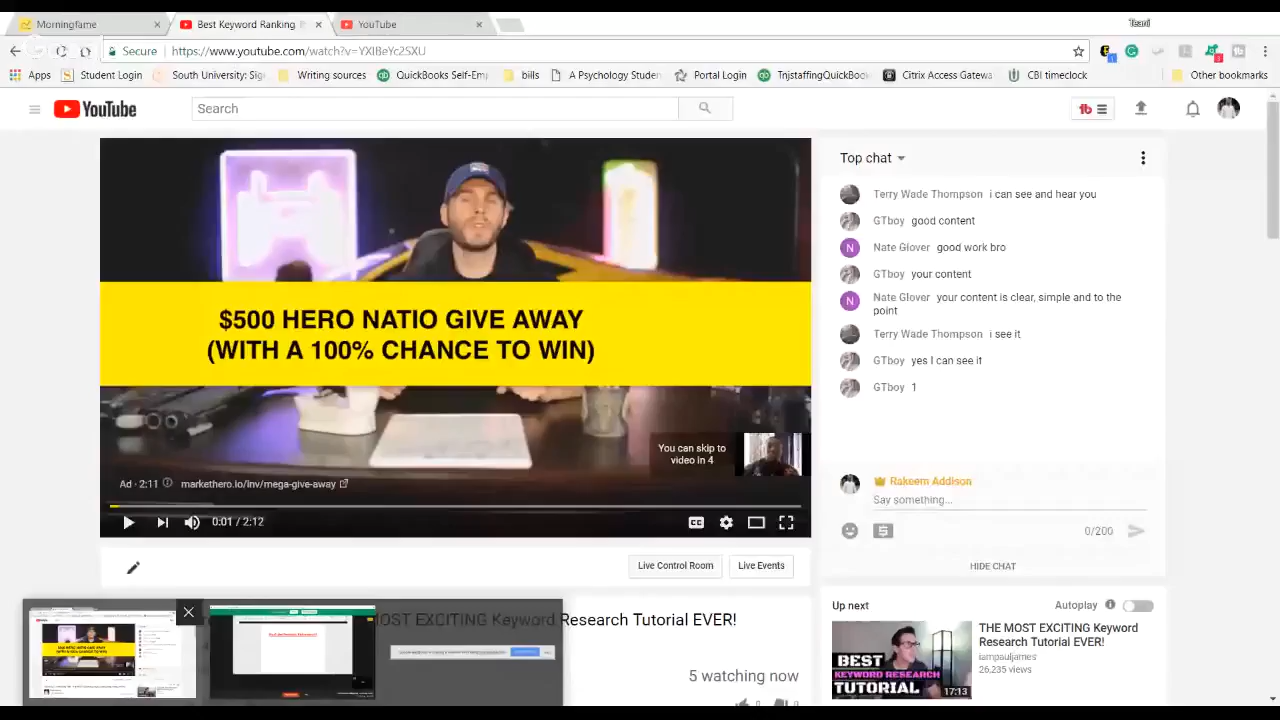 Morningfame
Best Keyword Ranking
YouTube
Secure
https://www.youtube.com/watch?v=YXIBeYc2SXU
Apps
Student Login
South University: Sig
Writing sources
QuickBooks Self-Emp
bills
A Psychology Studen
Portal Login
TrjstaffingQuickBook
Citrix Access Gatewa
CBI timeclock
Other bookmarks
YouTube
Search
Top chat
Terry Wade Thompson i can see and hear you
GTboy good content
Nate Glover good work bro
GTboy your content
Nate Glover your content is clear, simple and to the
point
Terry Wade Thompson i see it
GTboy yes I can see it
GTboy 1
$500 HERO NATIO GIVE AWAY
(WITH A 100% CHANCE TO WIN)
You can skip to
video in 4
Ad · 2:11
markethero.io/inv/mega-give-away
0:01 / 2:12
Rakeem Addison
Say something...
0/200
HIDE CHAT
Live Control Room
Live Events
MOST EXCITING Keyword Research Tutorial EVER!
5 watching now
Up next
Autoplay
THE MOST EXCITING Keyword
Research Tutorial EVER!
iampauljames
26,235 views
BEST
KEYWORD RESEARCH
TUTORIAL
17:13